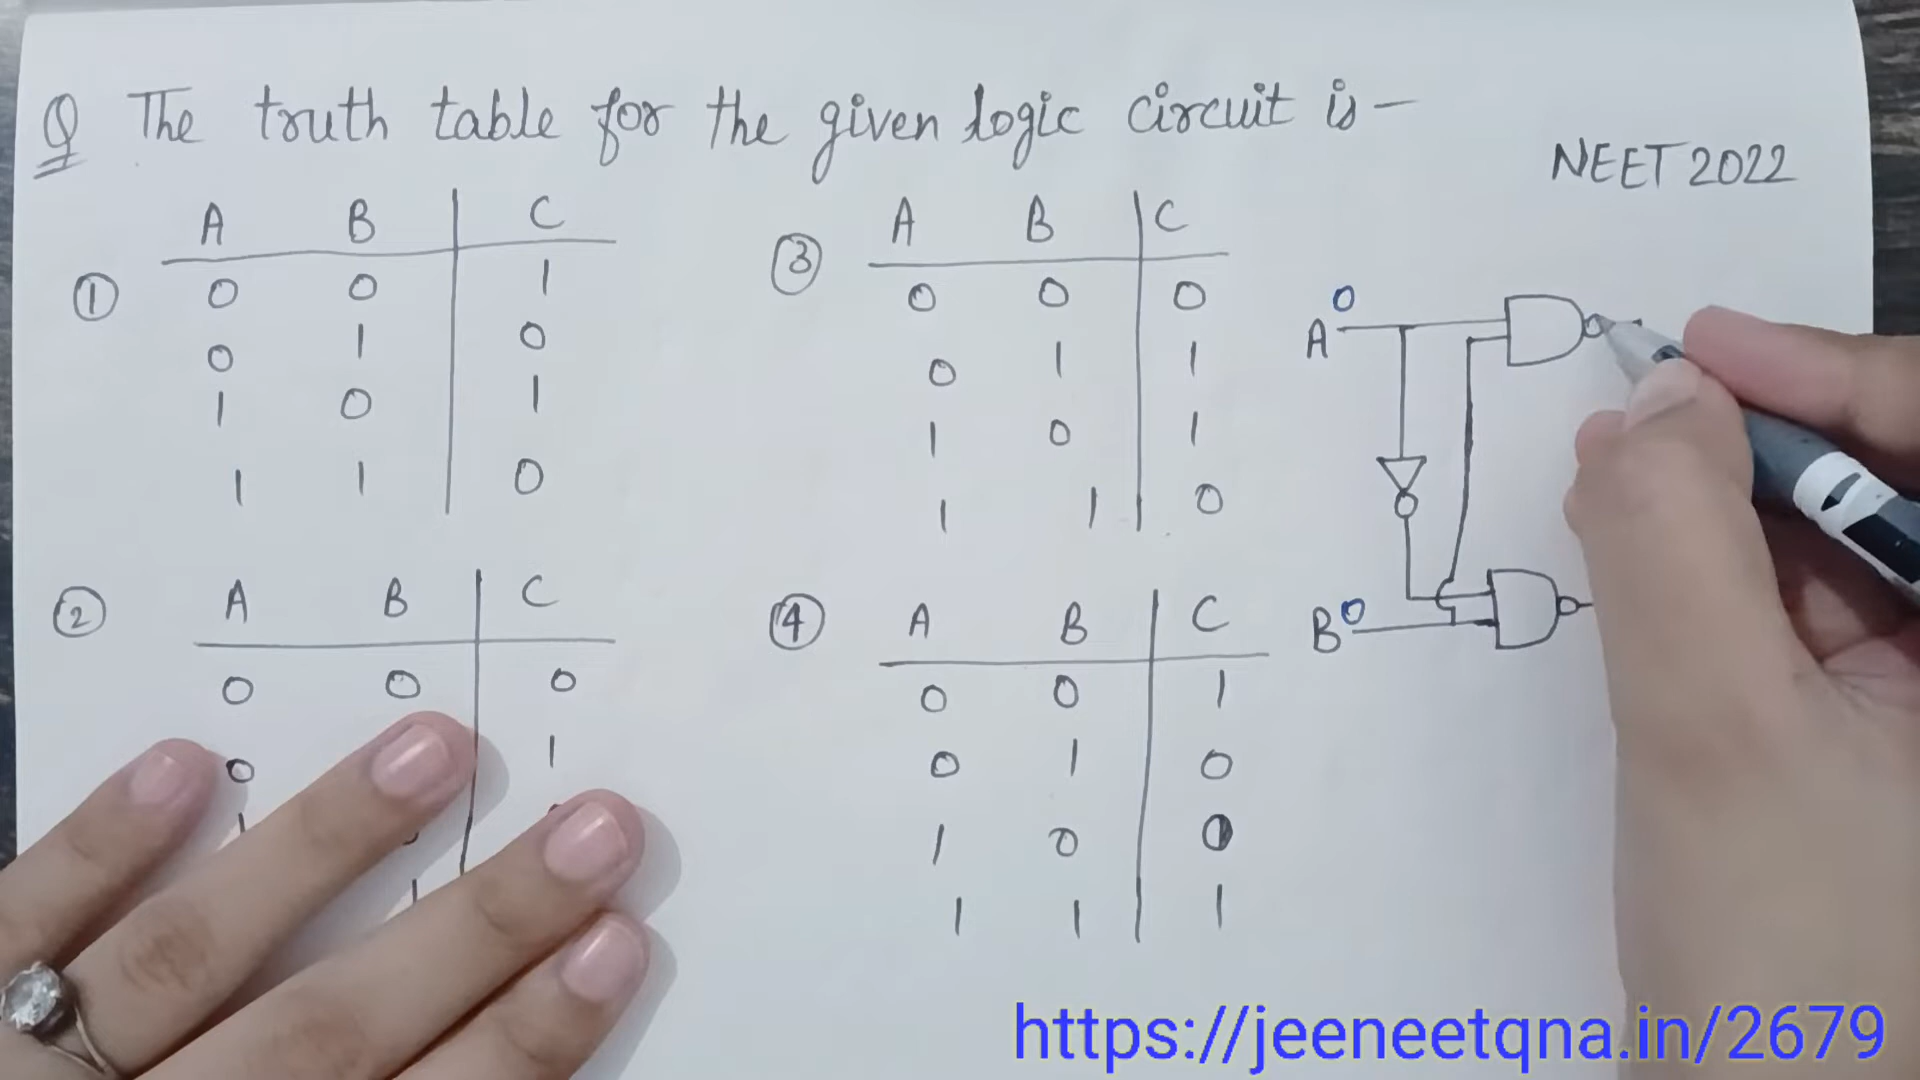 Q The truth table for the given logic circuit is -
NEET 2022
① A B C
0 0 1
0 1 0
1 0 1
1 1 0
② A B C
0 0 0
0 1
1
1
③ A B C
0 0 0
0 1 1
1 0 1
1 1 0
④ A B C
0 0 1
0 1 0
1 0 0
1 1 1
0
A
B 0
https://jeeneetqna.in/2679